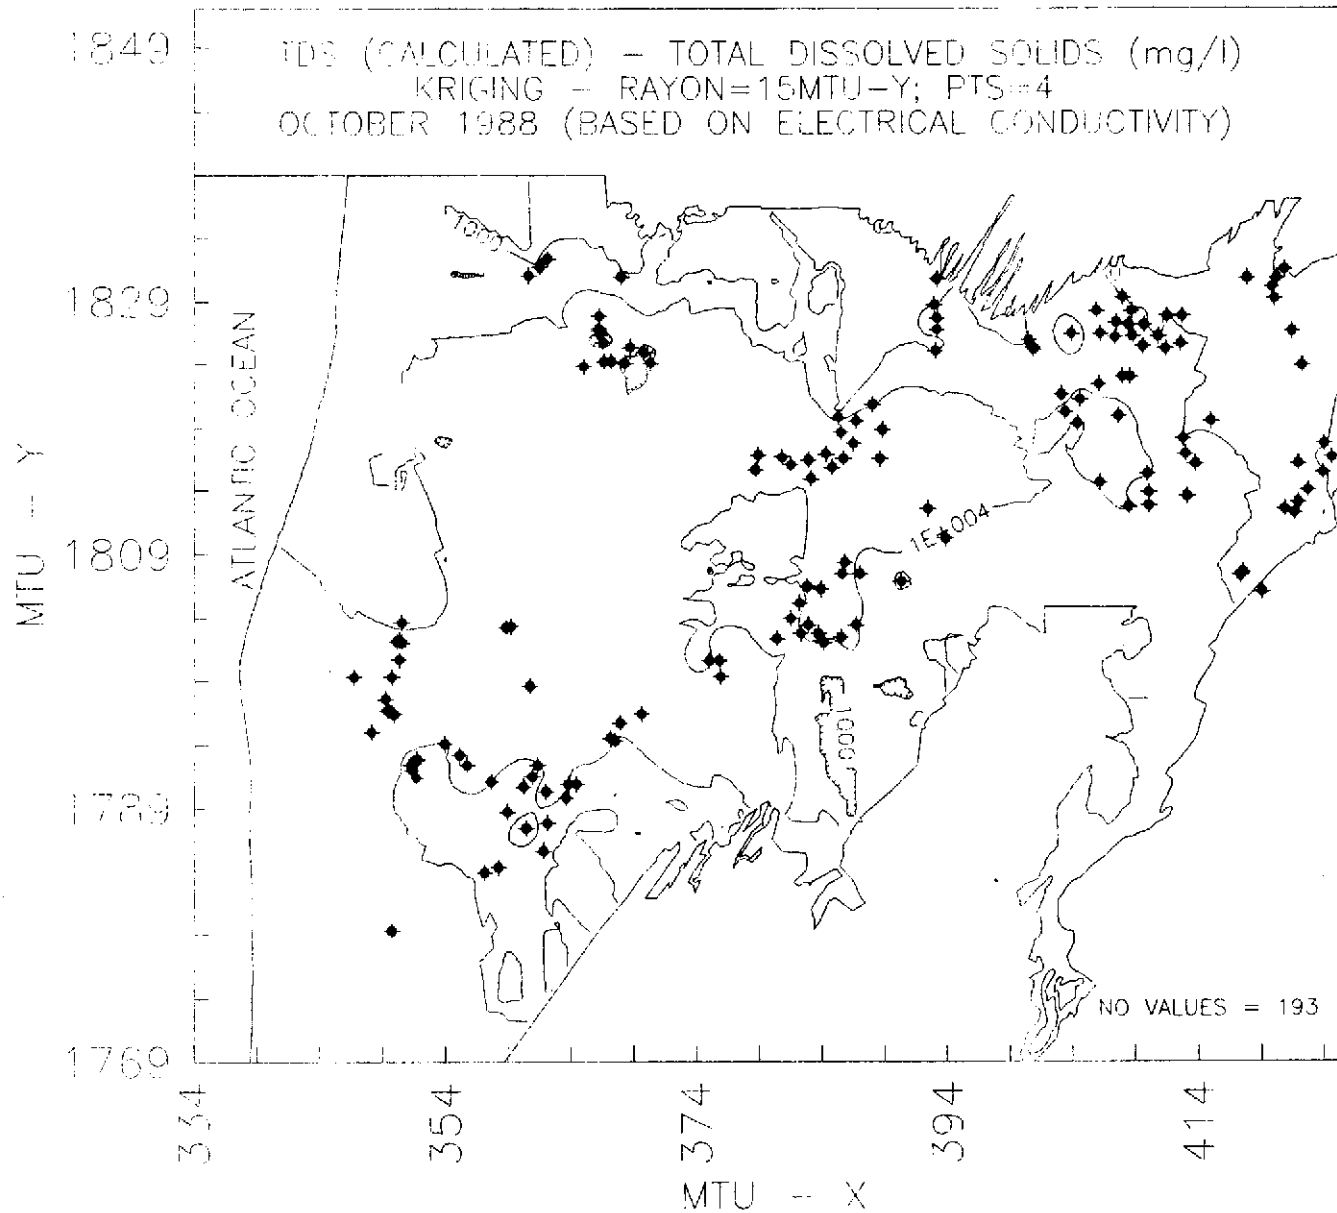 TDS (CALCULATED) - TOTAL DISSOLVED SOLIDS (mg/l)
KRIGING - RAYON=15MTU-Y; PTS=4
OCTOBER 1988 (BASED ON ELECTRICAL CONDUCTIVITY)
1849
1829
1809
1789
1769
MTU - Y
ATLANTIC OCEAN
1000
1E+004
1000
NO VALUES = 193
334
354
374
394
414
MTU - X